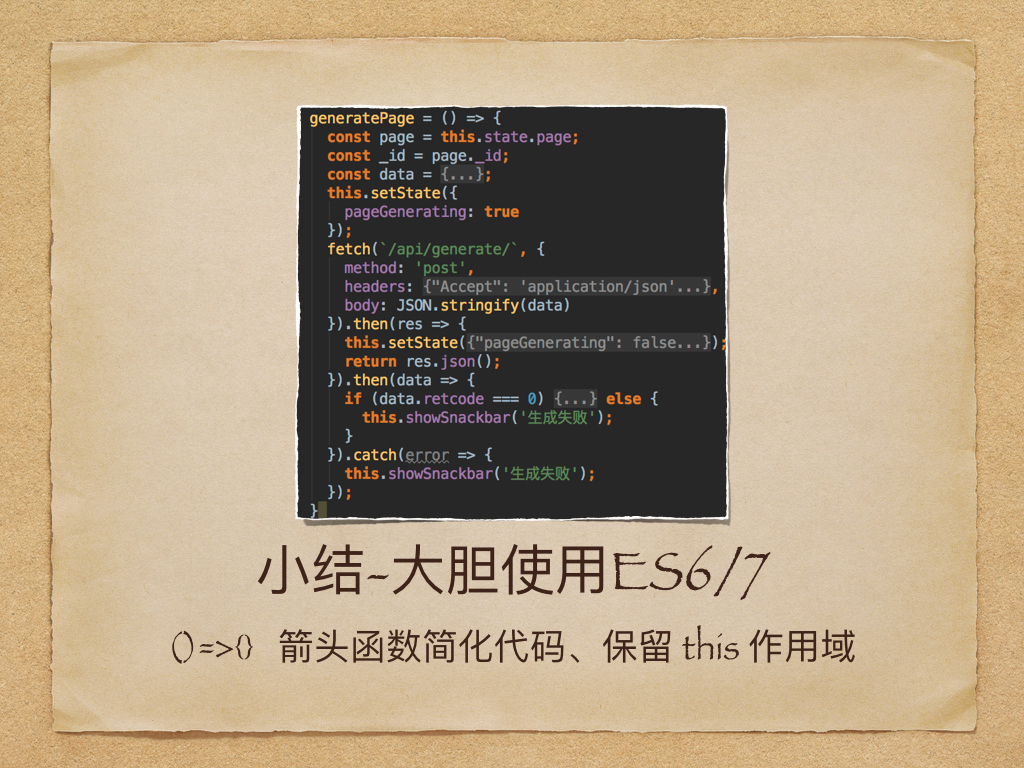 generatePage = () => {
const page = this.state.page;
const _id = page._id;
const data = {...};
this.setState({
pageGenerating: true
});
fetch(`/api/generate/`, {
method: 'post',
headers: {"Accept": 'application/json'...},
body: JSON.stringify(data)
}).then(res => {
this.setState({"pageGenerating": false...});
return res.json();
}).then(data => {
if (data.retcode === 0) {...} else {
this.showSnackbar('生成失败');
}
}).catch(error => {
this.showSnackbar('生成失败');
});
}
小结-大胆使用ES6/7
()=>{} 箭头函数简化代码、保留 this 作用域